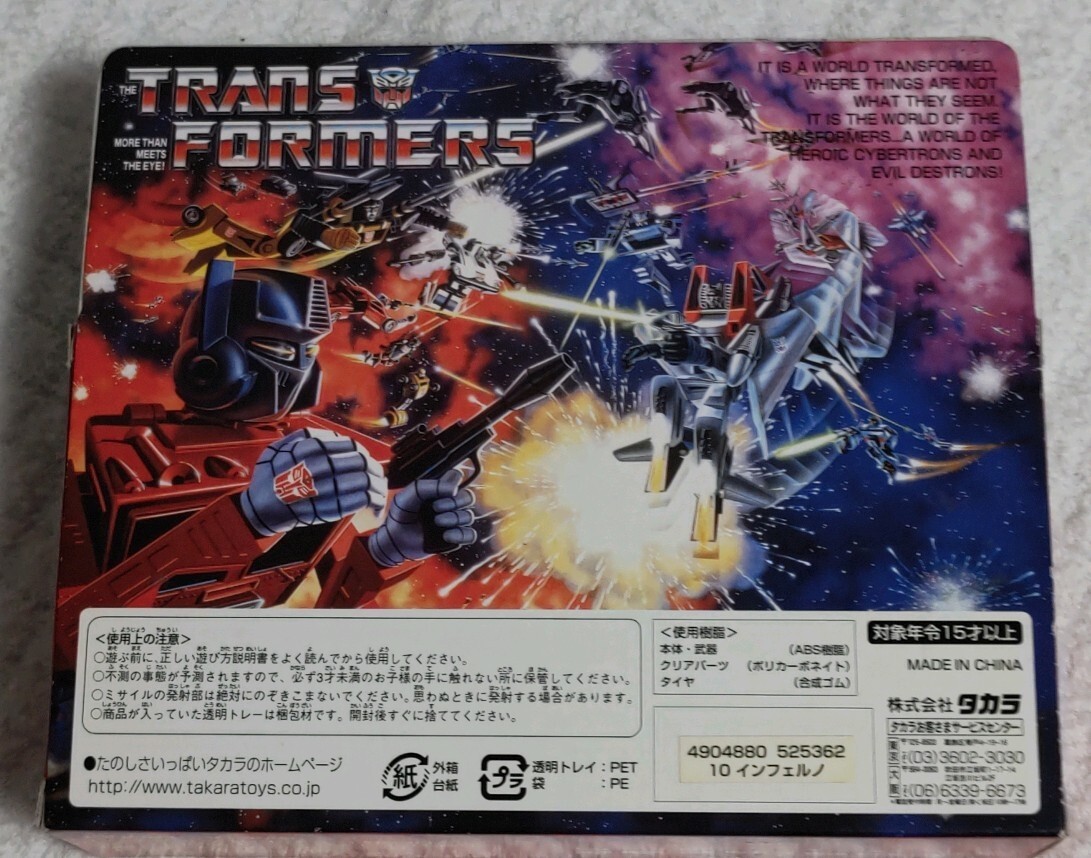 THE
TRANS
FORMERS
MORE THAN
MEETS
THE EYE!
IT IS A WORLD TRANSFORMED.
WHERE THINGS ARE NOT
WHAT THEY SEEM.
IT IS THE WORLD OF THE
TRANSFORMERS...A WORLD OF
HEROIC CYBERTRONS AND
EVIL DESTRONS!
<使用上の注意>
○遊ぶ前に、正しい遊び方説明書をよく読んでから使用してください。
○不測の事態が予測されますので、必ず3才未満のお子様の手に触れない所に保管してください。
○ミサイルの発射部は絶対にのぞきこまないでください。思わぬときに発射する場合があります。
○商品が入っていた透明トレーは梱包材です。開封後すぐに捨ててください。
●たのしさいっぱいタカラのホームページ
http://www.takaratoys.co.jp
紙
外箱
台紙
プラ
透明トレイ:PET
袋 :PE
<使用樹脂>
本体・武器 (ABS樹脂)
クリアパーツ (ポリカーボネイト)
タイヤ (合成ゴム)
4904880 525362
10 インフェルノ
対象年令15才以上
MADE IN CHINA
株式会社タカラ
タカラお客さまサービスセンター
東京
(03)3602-3030
大阪
(06)6339-6673